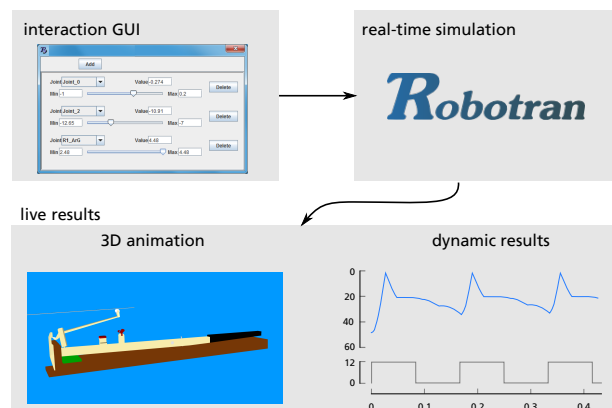 interaction GUI
real-time simulation
Add
Joint Joint_0 Value -0.274
Delete
Min -1 Max 0.2
Joint Joint_2 Value -10.91
Delete
Min -12.65 Max -7
Joint R1_ArG Value 4.48
Delete
Min 2.48 Max 4.48
Robotran
live results
3D animation
dynamic results
0
20
40
60
12
0
0 0.1 0.2 0.3 0.4